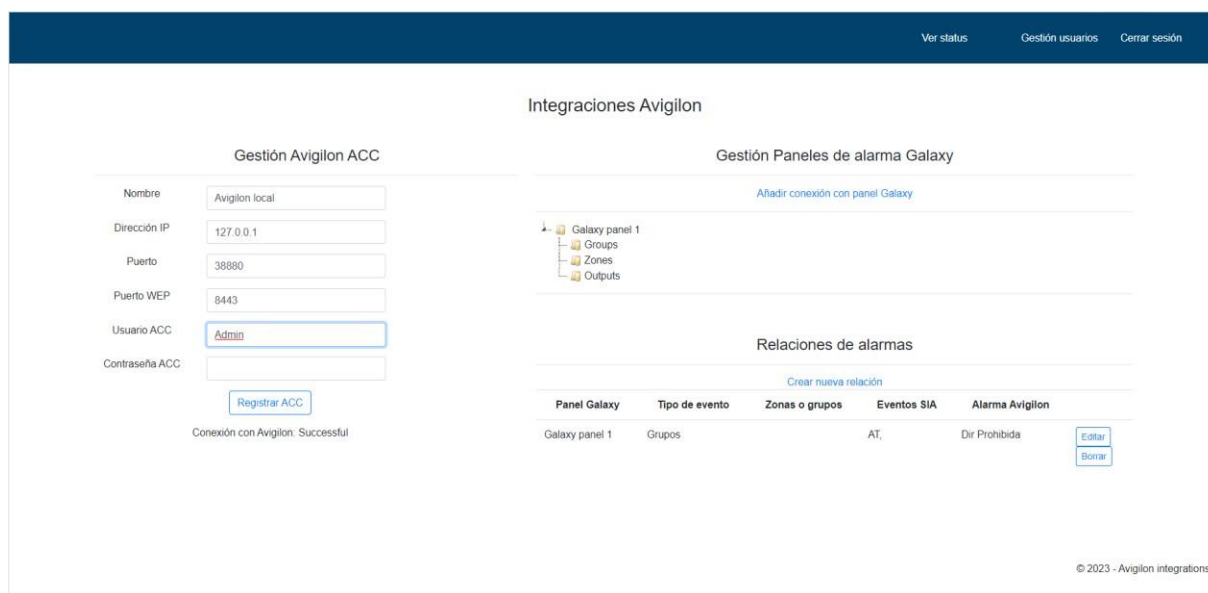 Ver status Gestión usuarios Cerrar sesión
Integraciones Avigilon
Gestión Avigilon ACC
Nombre Avigilon local
Dirección IP 127.0.0.1
Puerto 38880
Puerto WEP 8443
Usuario ACC Admin
Contraseña ACC
Registrar ACC
Conexión con Avigilon: Successful
Gestión Paneles de alarma Galaxy
Añadir conexión con panel Galaxy
Galaxy panel 1
Groups
Zones
Outputs
Relaciones de alarmas
Crear nueva relación
Panel Galaxy Tipo de evento Zonas o grupos Eventos SIA Alarma Avigilon
Galaxy panel 1 Grupos AT, Dir Prohibida Editar
Borrar
© 2023 - Avigilon integrations